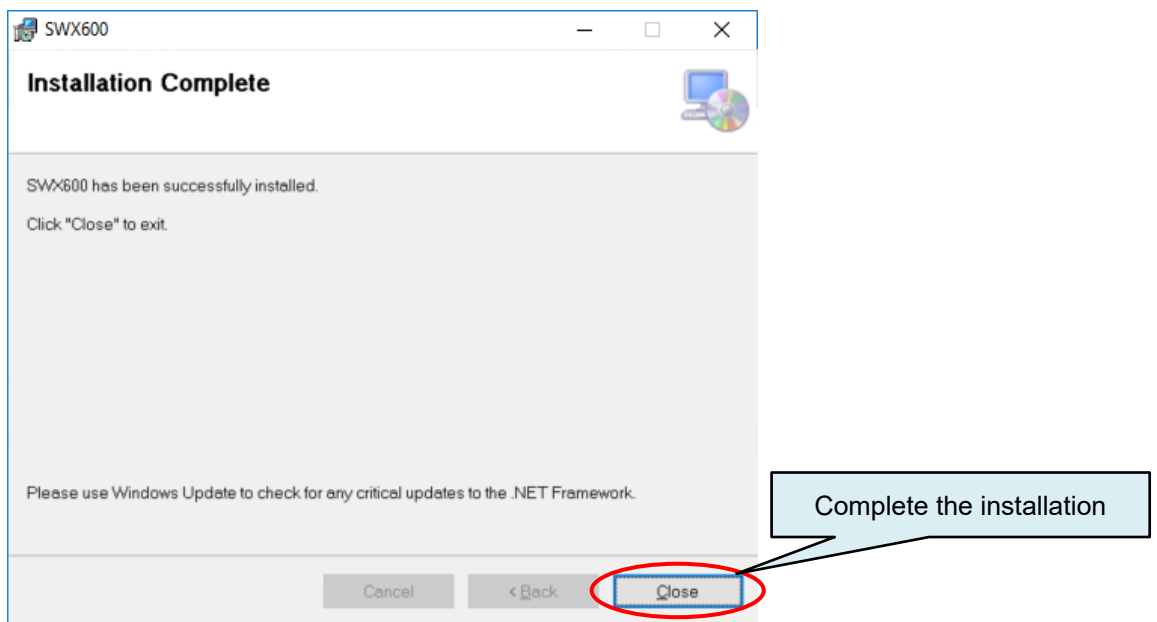 SWX600
Installation Complete
SWX600 has been successfully installed.
Click "Close" to exit.
Please use Windows Update to check for any critical updates to the .NET Framework.
Complete the installation
Cancel
< Back
Close